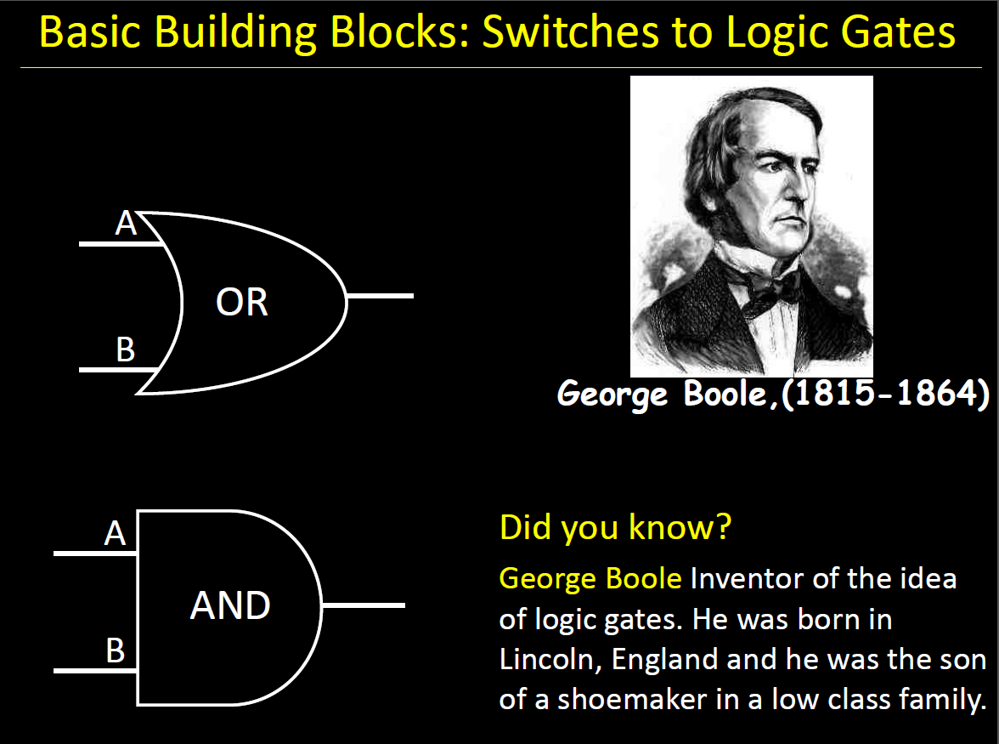 Basic Building Blocks: Switches to Logic Gates
A
OR
B
George Boole,(1815-1864)
A
AND
B
Did you know?
George Boole Inventor of the idea
of logic gates. He was born in
Lincoln, England and he was the son
of a shoemaker in a low class family.